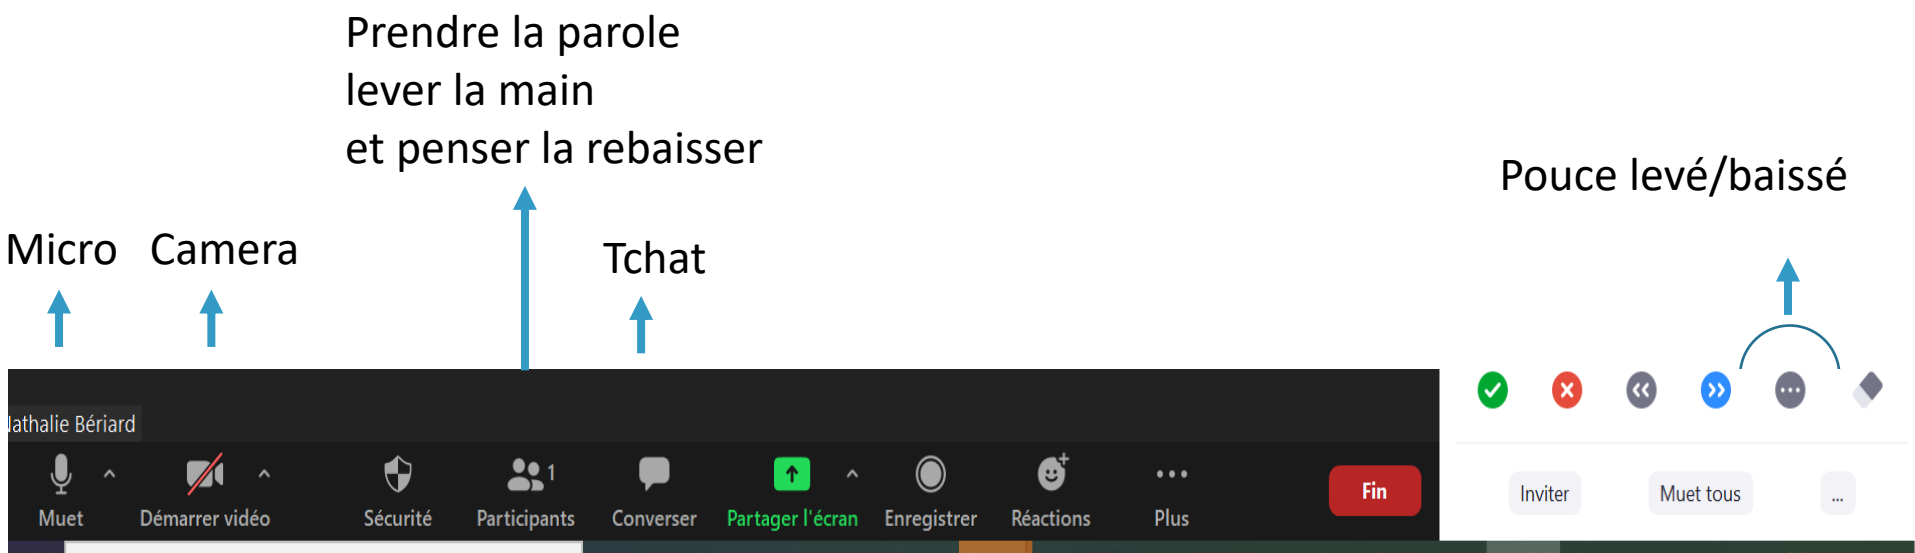 Prendre la parole
lever la main
et penser la rebaisser
Pouce levé/baissé
Micro
Camera
Tchat
Nathalie Bériard
1
Muet
Démarrer vidéo
Sécurité
Participants
Converser
Partager l'écran
Enregistrer
Réactions
Plus
Fin
Inviter
Muet tous
...